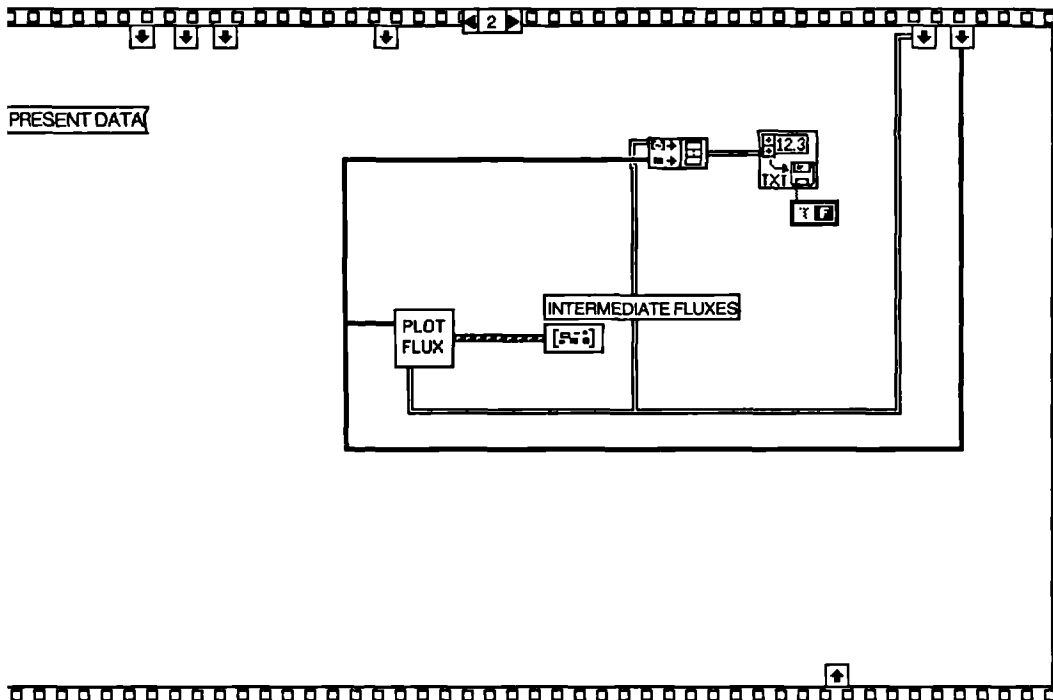 2
PRESENT DATA
12.3
TXT
F
INTERMEDIATE FLUXES
PLOT
FLUX